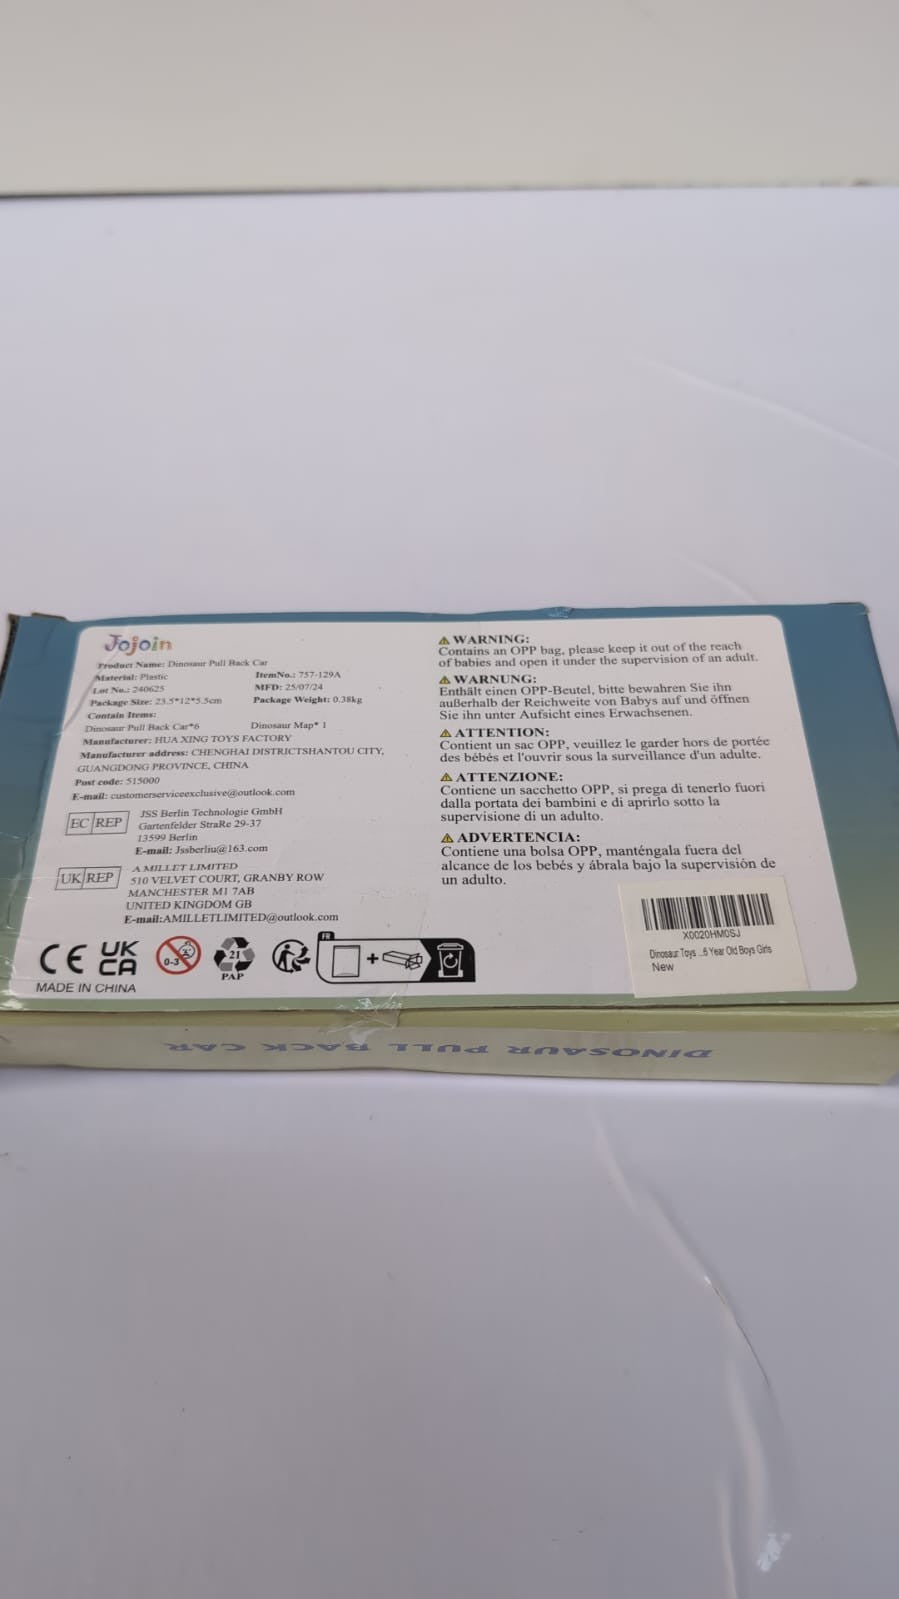 Jojoin
Product Name: Dinosaur Pull Back Car
Material: Plastic
ItemNo.: 757-129A
Lot No.: 240625
MFD: 25/07/24
Package Size: 23.5*12*5.5cm
Package Weight: 0.38kg
Contain Items:
Dinosaur Pull Back Car*6
Dinosaur Map* 1
Manufacturer: HUA XING TOYS FACTORY
Manufacturer address: CHENGHAI DISTRICTSHANTOU CITY,
GUANGDONG PROVINCE, CHINA
Post code: 515000
E-mail: customerserviceexclusive@outlook.com
EC REP
JSS Berlin Technologie GmbH
Gartenfelder StraRe 29-37
13599 Berlin
E-mail: Jssberliu@163.com
UK REP
A MILLET LIMITED
510 VELVET COURT, GRANBY ROW
MANCHESTER M1 7AB
UNITED KINGDOM GB
E-mail:AMILLETLIMITED@outlook.com
CE
UK
CA
0-3
21
PAP
FR
MADE IN CHINA
WARNING:
Contains an OPP bag, please keep it out of the reach
of babies and open it under the supervision of an adult.
WARNUNG:
Enthält einen OPP-Beutel, bitte bewahren Sie ihn
außerhalb der Reichweite von Babys auf und öffnen
Sie ihn unter Aufsicht eines Erwachsenen.
ATTENTION:
Contient un sac OPP, veuillez le garder hors de portée
des bébés et l'ouvrir sous la surveillance d'un adulte.
ATTENZIONE:
Contiene un sacchetto OPP, si prega di tenerlo fuori
dalla portata dei bambini e di aprirlo sotto la
supervisione di un adulto.
ADVERTENCIA:
Contiene una bolsa OPP, manténgala fuera del
alcance de los bebés y ábrala bajo la supervisión de
un adulto.
X0020HM0SJ
Dinosaur Toys ...6 Year Old Boys Girls
New
DINOSAUR PULL BACK CAR